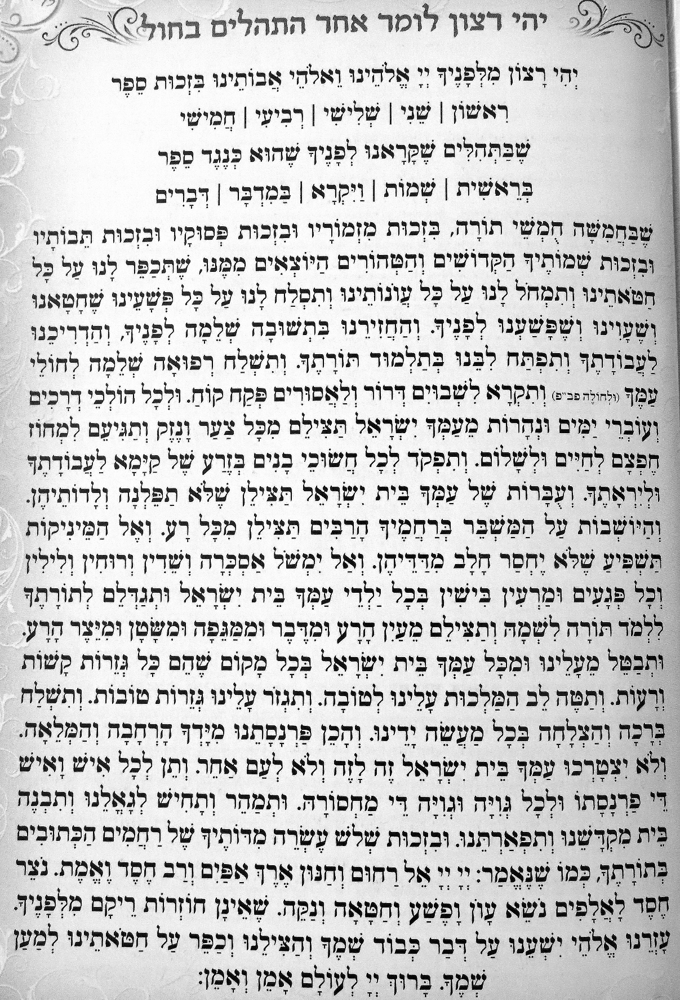 יהי רצון לומר אחר התהלים בחול
יְהִי רָצוֹן מִלְּפָנֶיךָ יְיָ אֱלֹהֵינוּ וֵאלֹהֵי אֲבוֹתֵינוּ בִּזְכוּת סֵפֶר
רִאשׁוֹן | שֵׁנִי | שְׁלִישִׁי | רְבִיעִי | חֲמִישִׁי
שֶׁבַּתְּהִלִּים שֶׁקָּרָאנוּ לְפָנֶיךָ שֶׁהוּא כְּנֶגֶד סֵפֶר
בְּרֵאשִׁית | שְׁמוֹת | וַיִּקְרָא | בַּמִדְבָּר | דְּבָרִים
שֶׁבַּחֲמִשָּׁה חֻמְשֵׁי תוֹרָה, בִּזְכוּת מִזְמוֹרָיו וּבִזְכוּת פְּסוּקָיו וּבִזְכוּת תֵּבוֹתָיו
וּבִזְכוּת שְׁמוֹתֶיךָ הַקְּדוֹשִׁים וְהַטְּהוֹרִים הַיּוֹצְאִים מִמֶּנּוּ, שֶׁתְּכַפֵּר לָנוּ עַל כָּל
חַטֹּאתֵינוּ וְתִמְחֹל לָנוּ עַל כָּל עֲוֹנוֹתֵינוּ וְתִסְלַח לָנוּ עַל כָּל פְּשָׁעֵינוּ שֶׁחָטָאנוּ
וְשֶׁעָוִינוּ וְשֶׁפָּשַׁעְנוּ לְפָנֶיךָ. וְהַחֲזִירֵנוּ בִּתְשׁוּבָה שְׁלֵמָה לְפָנֶיךָ, וְהַדְרִיכֵנוּ
לַעֲבוֹדָתֶךָ וְתִפְתַּח לִבֵּנוּ בְּתַלְמוּד תּוֹרָתֶךָ. וְתִשְׁלַח רְפוּאָה שְׁלֵמָה לְחוֹלֵי
עַמֶּךָ (וּלְחוֹלֶה פב״פ) וְתִקְרָא לִשְׁבוּיִם דְּרוֹר וְלַאֲסוּרִים פְּקַח קוֹחַ. וּלְכָל הוֹלְכֵי דְרָכִים
וְעוֹבְרֵי יַמִּים וּנְהָרוֹת מֵעַמְּךָ יִשְׂרָאֵל תַּצִּילֵם מִכָּל צַעַר וָנֶזֶק וְתַגִּיעֵם לִמְחוֹז
חֶפְצָם לְחַיִּים וּלְשָׁלוֹם. וְתִפְקֹד לְכָל חֲשׂוּכֵי בָנִים בְּזֶרַע שֶׁל קַיָּמָא לַעֲבוֹדָתֶךָ
וּלְיִרְאָתֶךָ. וְעֻבָּרוֹת שֶׁל עַמְּךָ בֵּית יִשְׂרָאֵל תַּצִּילֵן שֶׁלֹּא תַפֵּלְנָה וְלָדוֹתֵיהֶן.
וְהַיּוֹשְׁבוֹת עַל הַמַּשְׁבֵּר בְּרַחֲמֶיךָ הָרַבִּים תַּצִּילֵן מִכָּל רָע. וְאֶל הַמֵּינִיקוֹת
תַּשְׁפִּיעַ שֶׁלֹּא יֶחְסַר חָלָב מִדַּדֵּיהֶן. וְאַל יִמְשֹׁל אַסְכְּרָה וְשֵׁדִין וְרוּחִין וְלִילִין
וְכָל פְּגָעִים וּמַרְעִין בִּישִׁין בְּכָל יַלְדֵי עַמְּךָ בֵּית יִשְׂרָאֵל וּתְגַדְּלֵם לְתוֹרָתֶךָ
לִלְמֹד תּוֹרָה לִשְׁמָהּ וְתַצִּילֵם מֵעַיִן הָרָע וּמִדֶּבֶר וּמִמַּגֵּפָה וּמִשָּׂטָן וּמִיֵּצֶר הָרָע.
וּתְבַטֵּל מֵעָלֵינוּ וּמִכָּל עַמְּךָ בֵּית יִשְׂרָאֵל בְּכָל מָקוֹם שֶׁהֵם כָּל גְּזֵרוֹת קָשׁוֹת
וְרָעוֹת. וְתַטֶּה לֵב הַמַּלְכוּת עָלֵינוּ לְטוֹבָה. וְתִגְזֹר עָלֵינוּ גְּזֵרוֹת טוֹבוֹת. וְתִשְׁלַח
בְּרָכָה וְהַצְלָחָה בְּכָל מַעֲשֵׂה יָדֵינוּ. וְהָכֵן פַּרְנָסָתֵנוּ מִיָּדְךָ הָרְחָבָה וְהַמְּלֵאָה.
וְלֹא יִצְטָרְכוּ עַמְּךָ בֵּית יִשְׂרָאֵל זֶה לָזֶה וְלֹא לְעַם אַחֵר. וְתֵן לְכָל אִישׁ וָאִישׁ
דֵּי פַרְנָסָתוֹ וּלְכָל גְּוִיָּה וּגְוִיָּה דֵּי מַחְסוֹרָהּ. וּתְמַהֵר וְתָחִישׁ לְגָאֳלֵנוּ וְתִבְנֶה
בֵּית מִקְדָּשֵׁנוּ וְתִפְאַרְתֵּנוּ. וּבִזְכוּת שְׁלֹשׁ עֶשְׂרֵה מִדּוֹתֶיךָ שֶׁל רַחֲמִים הַכְּתוּבִים
בְּתוֹרָתֶךָ, כְּמוֹ שֶׁנֶּאֱמַר: יְיָ יְיָ אֵל רַחוּם וְחַנּוּן אֶרֶךְ אַפַּיִם וְרַב חֶסֶד וֶאֱמֶת. נֹצֵר
חֶסֶד לָאֲלָפִים נֹשֵׂא עָוֹן וָפֶשַׁע וְחַטָּאָה וְנַקֵּה. שֶׁאֵינָן חוֹזְרוֹת רֵיקָם מִלְּפָנֶיךָ.
עָזְרֵנוּ אֱלֹהֵי יִשְׁעֵנוּ עַל דְּבַר כְּבוֹד שְׁמֶךָ וְהַצִּילֵנוּ וְכַפֵּר עַל חַטֹּאתֵינוּ לְמַעַן
שְׁמֶךָ. בָּרוּךְ יְיָ לְעוֹלָם אָמֵן וְאָמֵן: